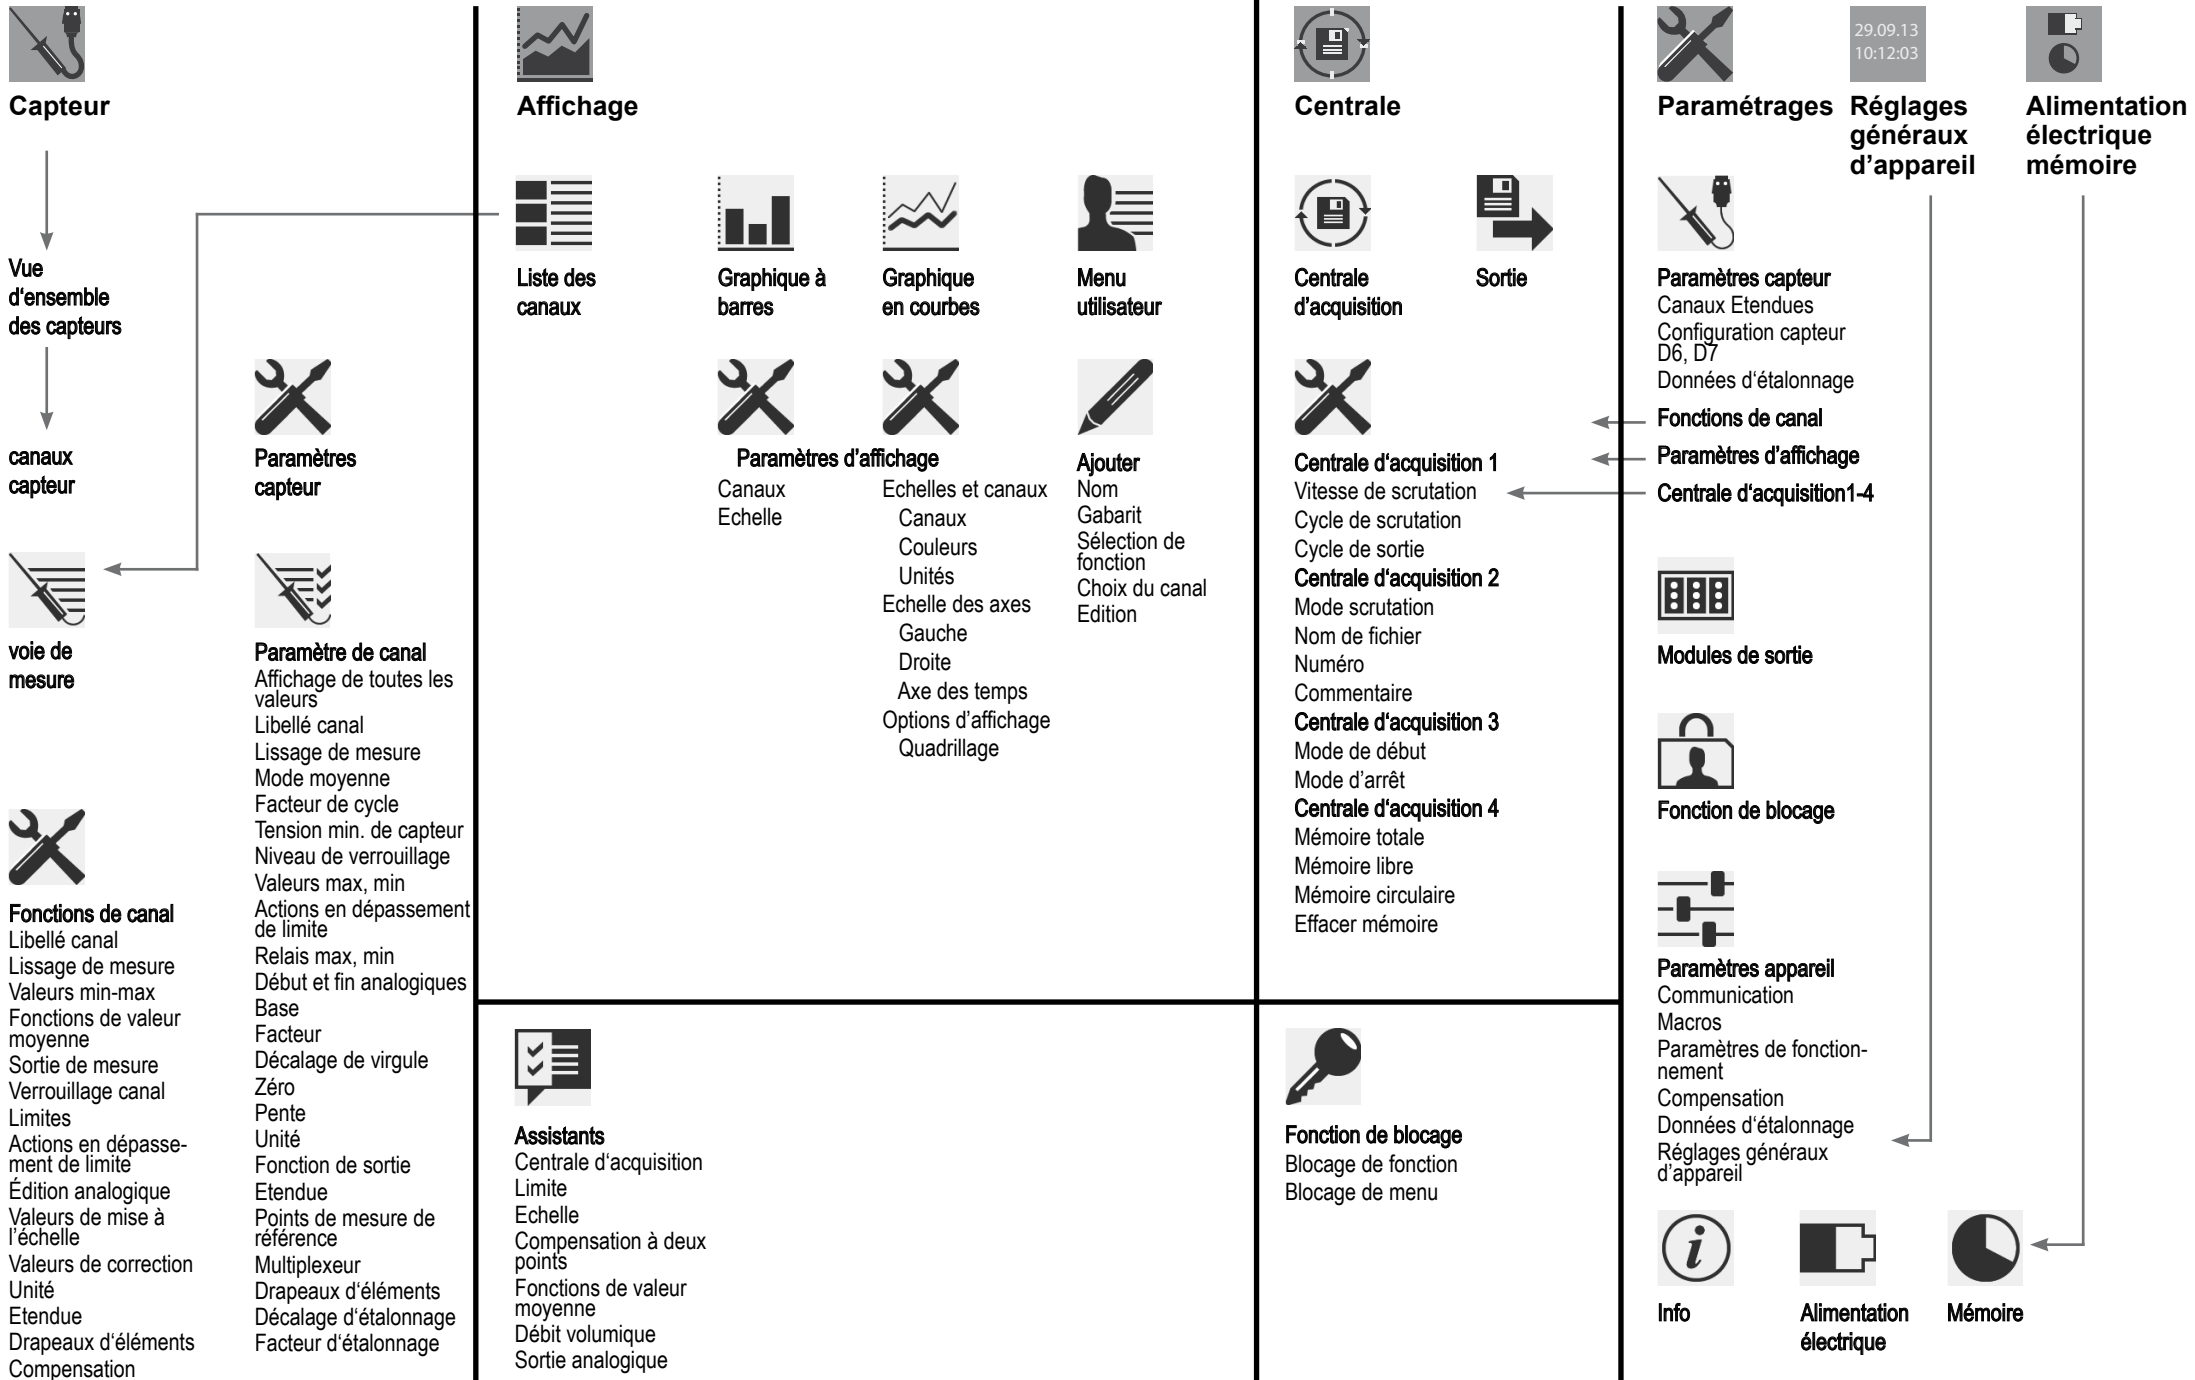 Capteur
Vue
d‘ensemble
des capteurs
canaux
capteur
voie de
mesure
Fonctions de canal
Libellé canal
Lissage de mesure
Valeurs min-max
Fonctions de valeur
moyenne
Sortie de mesure
Verrouillage canal
Limites
Actions en dépasse-
ment de limite
Édition analogique
Valeurs de mise à
l’échelle
Valeurs de correction
Unité
Etendue
Drapeaux d‘éléments
Compensation
Paramètres
capteur
Paramètre de canal
Affichage de toutes les
valeurs
Libellé canal
Lissage de mesure
Mode moyenne
Facteur de cycle
Tension min. de capteur
Niveau de verrouillage
Valeurs max, min
Actions en dépassement
de limite
Relais max, min
Début et fin analogiques
Base
Facteur
Décalage de virgule
Zéro
Pente
Unité
Fonction de sortie
Etendue
Points de mesure de
référence
Multiplexeur
Drapeaux d‘éléments
Décalage d‘étalonnage
Facteur d‘étalonnage
Affichage
Liste des
canaux
Graphique à
barres
Graphique
en courbes
Menu
utilisateur
Paramètres d’affichage
Canaux
Echelle
Echelles et canaux
Canaux
Couleurs
Unités
Echelle des axes
Gauche
Droite
Axe des temps
Options d’affichage
Quadrillage
Ajouter
Nom
Gabarit
Sélection de
fonction
Choix du canal
Edition
Assistants
Centrale d‘acquisition
Limite
Echelle
Compensation à deux
points
Fonctions de valeur
moyenne
Débit volumique
Sortie analogique
Centrale
Centrale
d’acquisition
Sortie
Centrale d‘acquisition 1
Vitesse de scrutation
Cycle de scrutation
Cycle de sortie
Centrale d‘acquisition 2
Mode scrutation
Nom de fichier
Numéro
Commentaire
Centrale d‘acquisition 3
Mode de début
Mode d’arrêt
Centrale d‘acquisition 4
Mémoire totale
Mémoire libre
Mémoire circulaire
Effacer mémoire
Fonction de blocage
Blocage de fonction
Blocage de menu
Paramétrages
29.09.13
10:12:03
Réglages
généraux
d’appareil
Alimentation
électrique
mémoire
Paramètres capteur
Canaux Etendues
Configuration capteur
D6, D7
Données d‘étalonnage
Fonctions de canal
Paramètres d’affichage
Centrale d‘acquisition1-4
Modules de sortie
Fonction de blocage
Paramètres appareil
Communication
Macros
Paramètres de fonction-
nement
Compensation
Données d‘étalonnage
Réglages généraux
d’appareil
i
Info
Alimentation
électrique
Mémoire